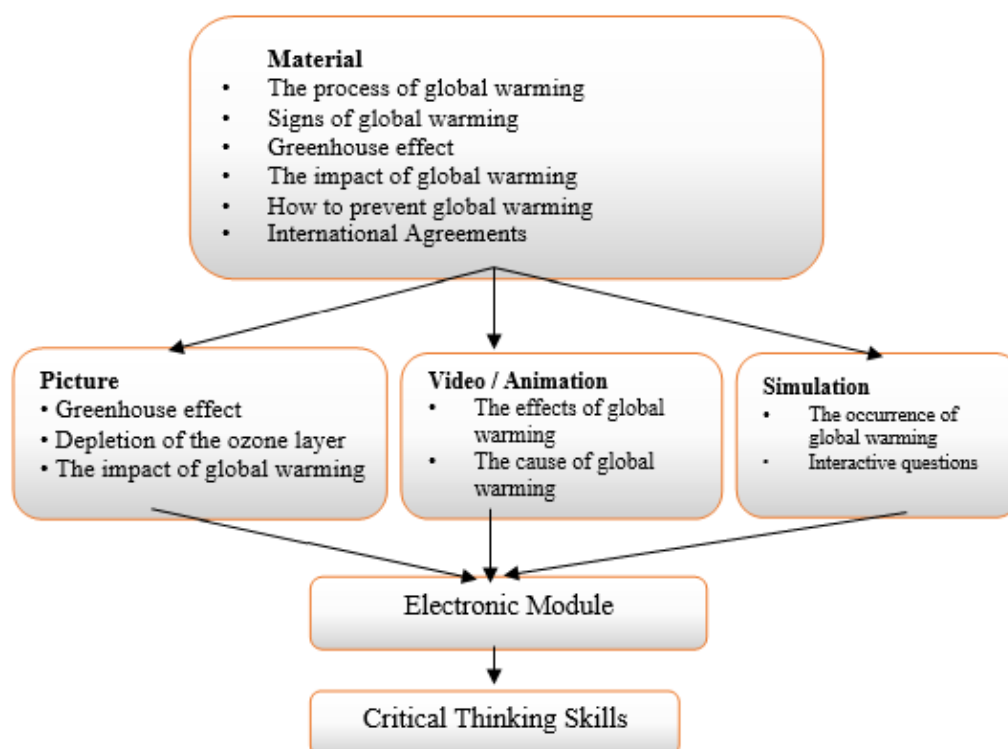 Material
• The process of global warming
• Signs of global warming
• Greenhouse effect
• The impact of global warming
• How to prevent global warming
• International Agreements
Picture
• Greenhouse effect
• Depletion of the ozone layer
• The impact of global warming
Video / Animation
• The effects of global
warming
• The cause of global
warming
Simulation
• The occurrence of
global warming
• Interactive questions
Electronic Module
Critical Thinking Skills